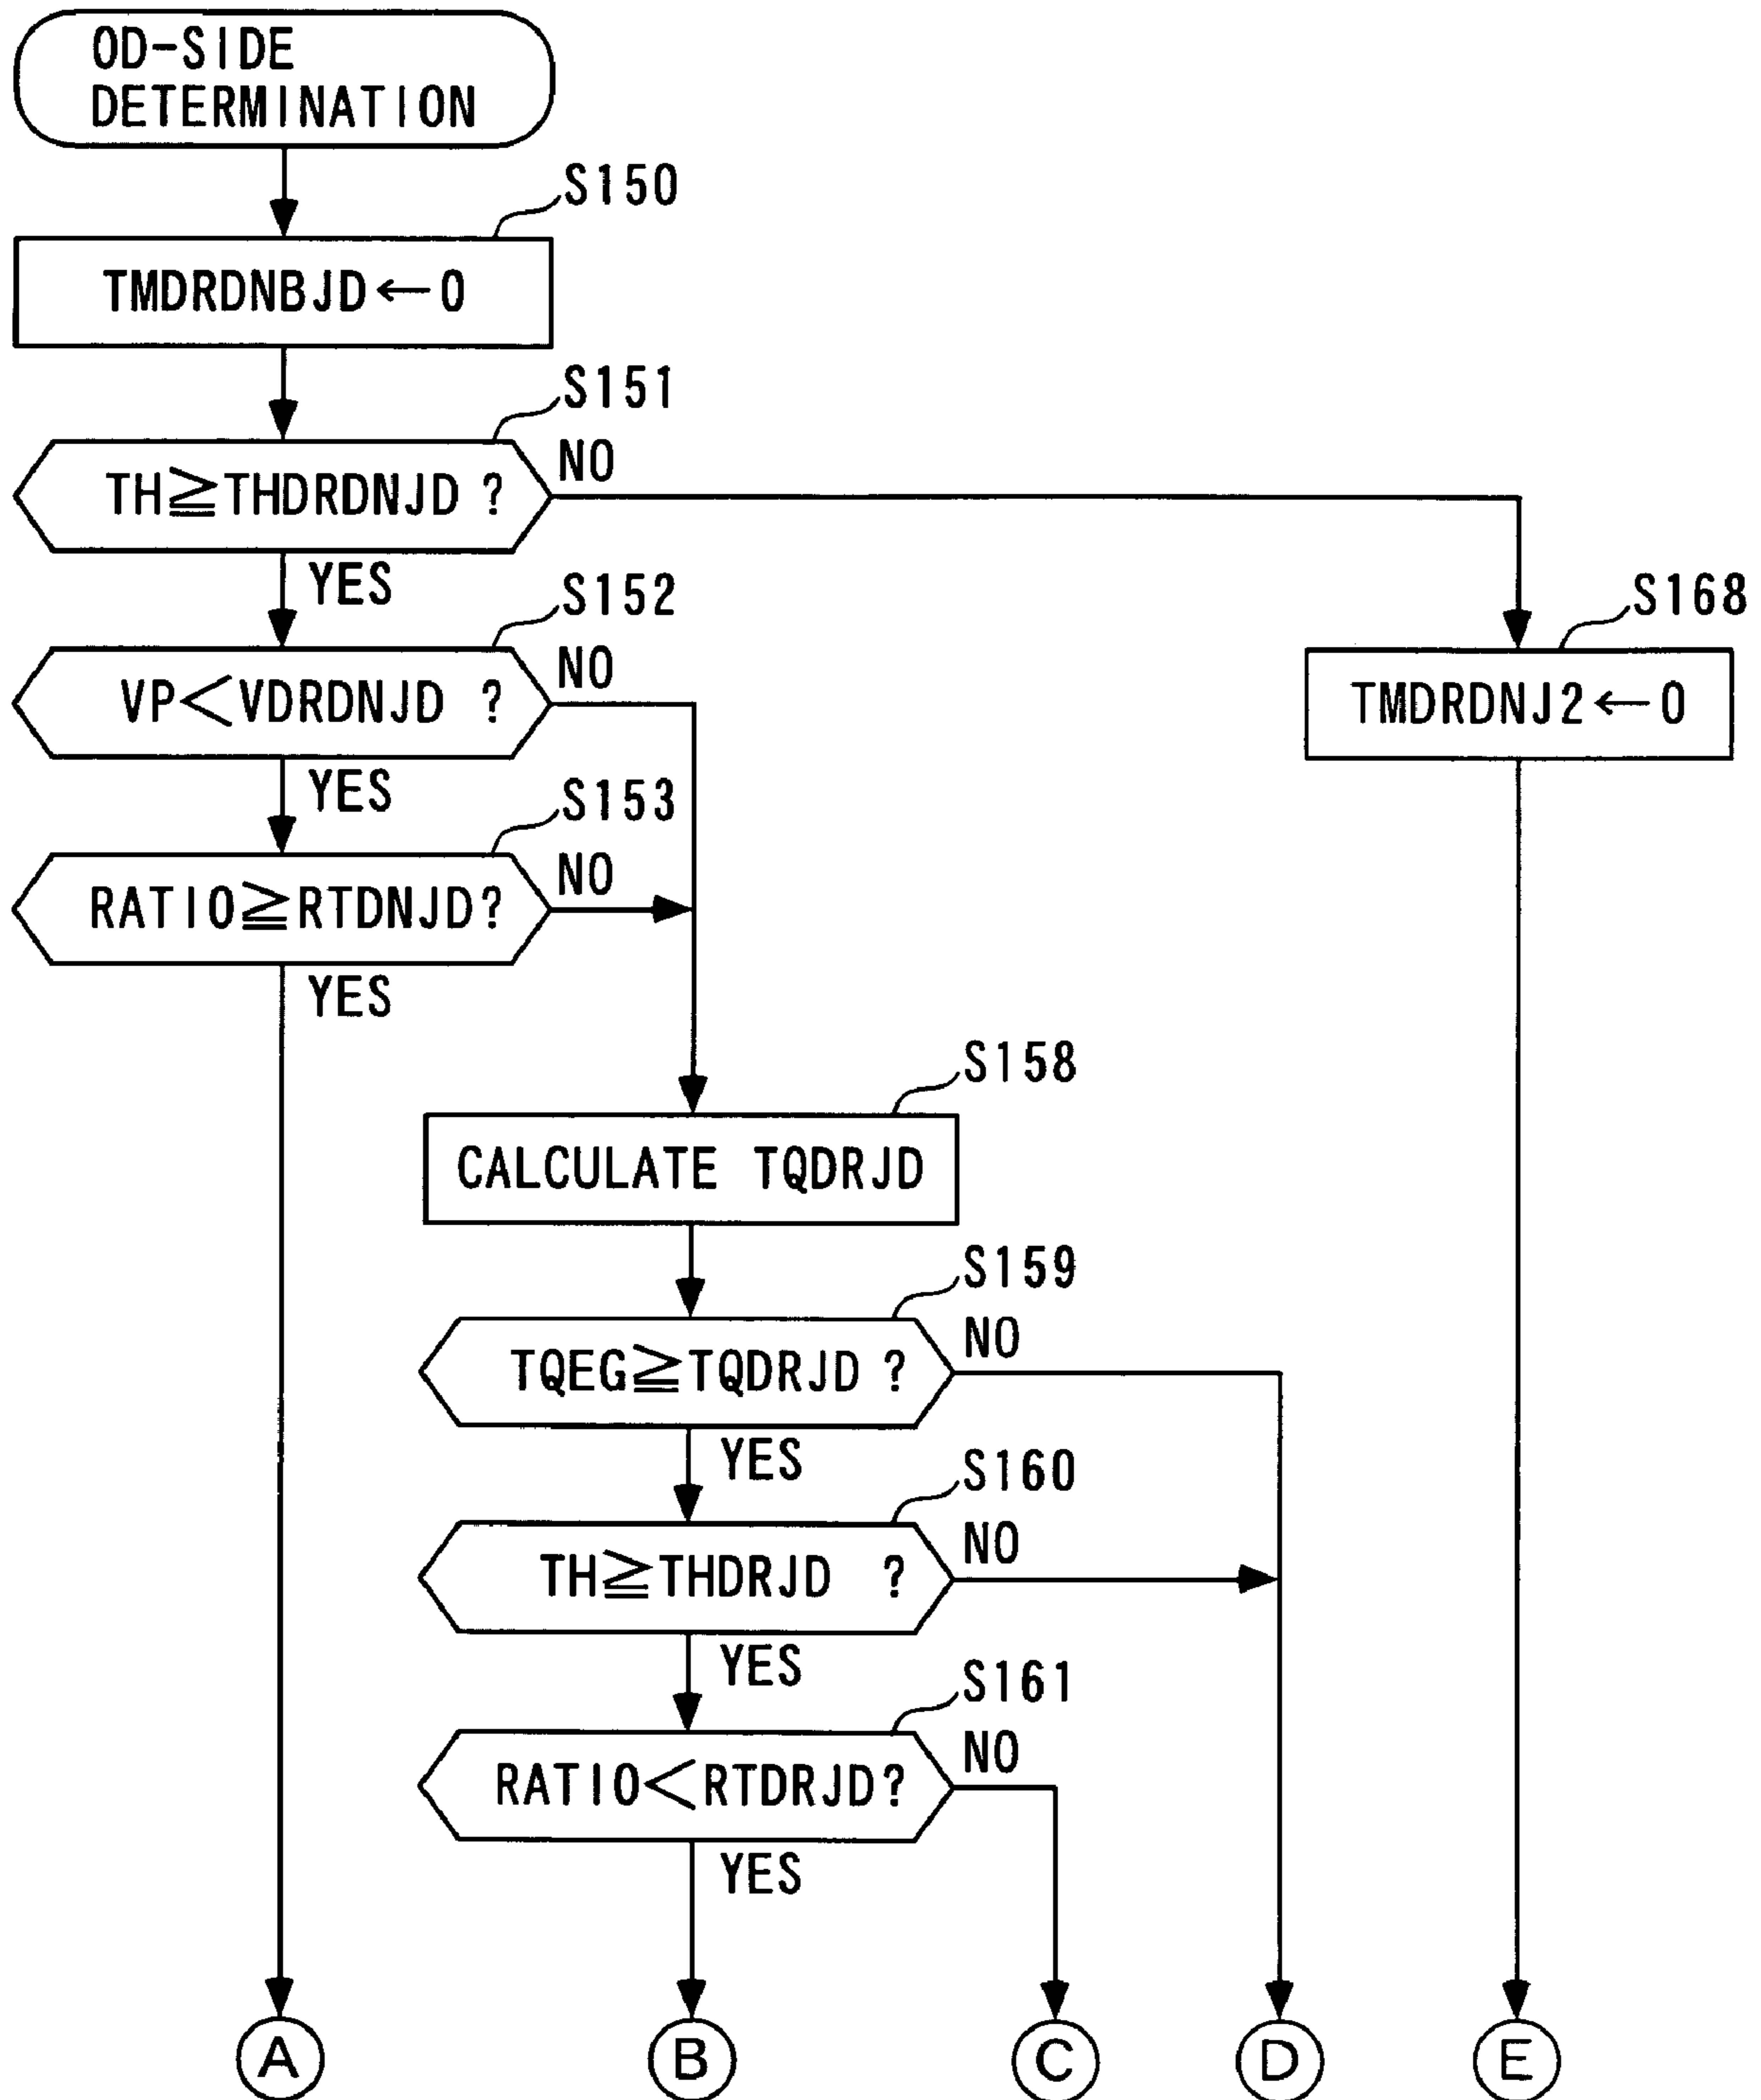 OD-SIDE
DETERMINATION
S150
TMDRDNBJD←0
S151
TH≧THDRDNJD ?
NO
YES
S152
S168
VP<VDRDNJD ?
NO
TMDRDNJ2←0
YES
S153
RATIO≧RTDNJD?
NO
YES
S158
CALCULATE TQDRJD
S159
TQEG≧TQDRJD ?
NO
YES
S160
TH≧THDRJD ?
NO
YES
S161
RATIO<RTDRJD?
NO
YES
A
B
C
D
E